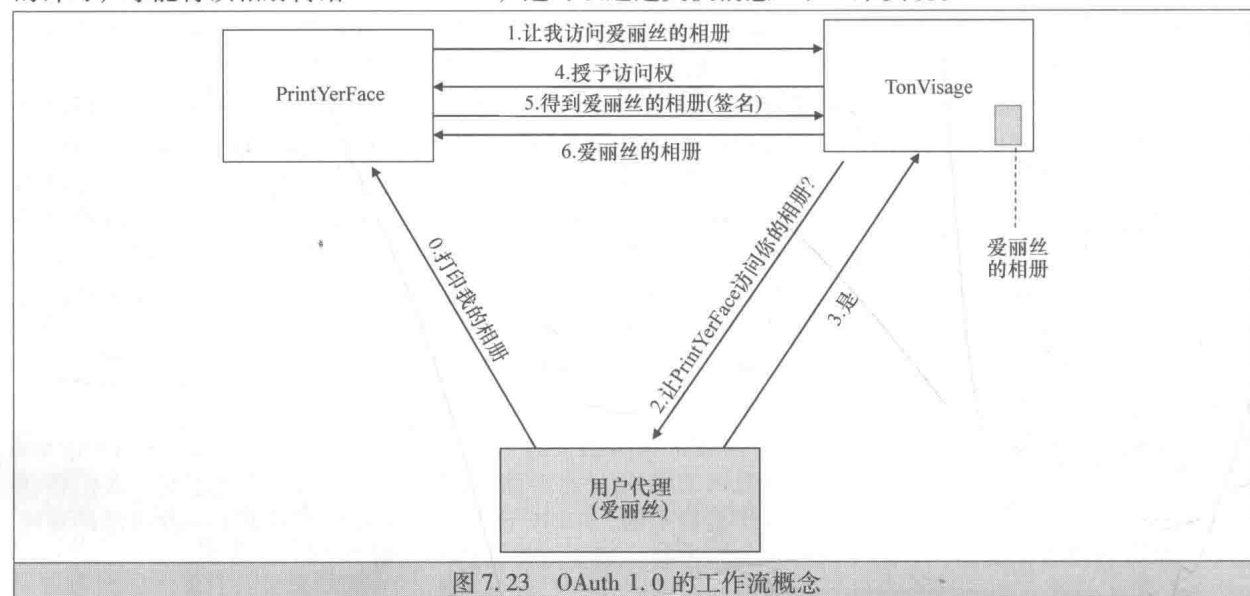 1.让我访问爱丽丝的相册
4.授予访问权
PrintYerFace
TonVisage
5.得到爱丽丝的相册(签名)
6.爱丽丝的相册
爱丽丝
的相册
0.打印我的相册
2.让PrintYerFace访问你的相册?
3.是
用户代理
(爱丽丝)
图 7.23 OAuth 1.0 的工作流概念